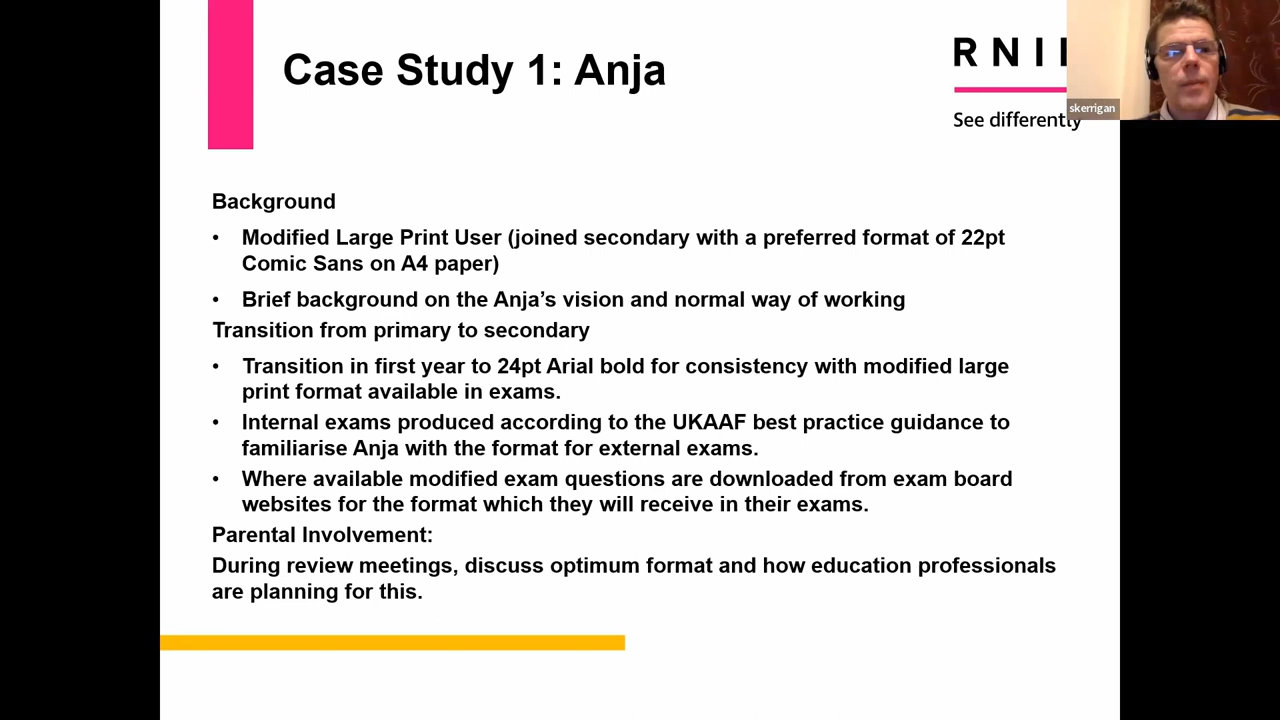 Case Study 1: Anja
RNI
See differently
skerrigan
Background
• Modified Large Print User (joined secondary with a preferred format of 22pt
Comic Sans on A4 paper)
• Brief background on the Anja’s vision and normal way of working
Transition from primary to secondary
• Transition in first year to 24pt Arial bold for consistency with modified large
print format available in exams.
• Internal exams produced according to the UKAAF best practice guidance to
familiarise Anja with the format for external exams.
• Where available modified exam questions are downloaded from exam board
websites for the format which they will receive in their exams.
Parental Involvement:
During review meetings, discuss optimum format and how education professionals
are planning for this.